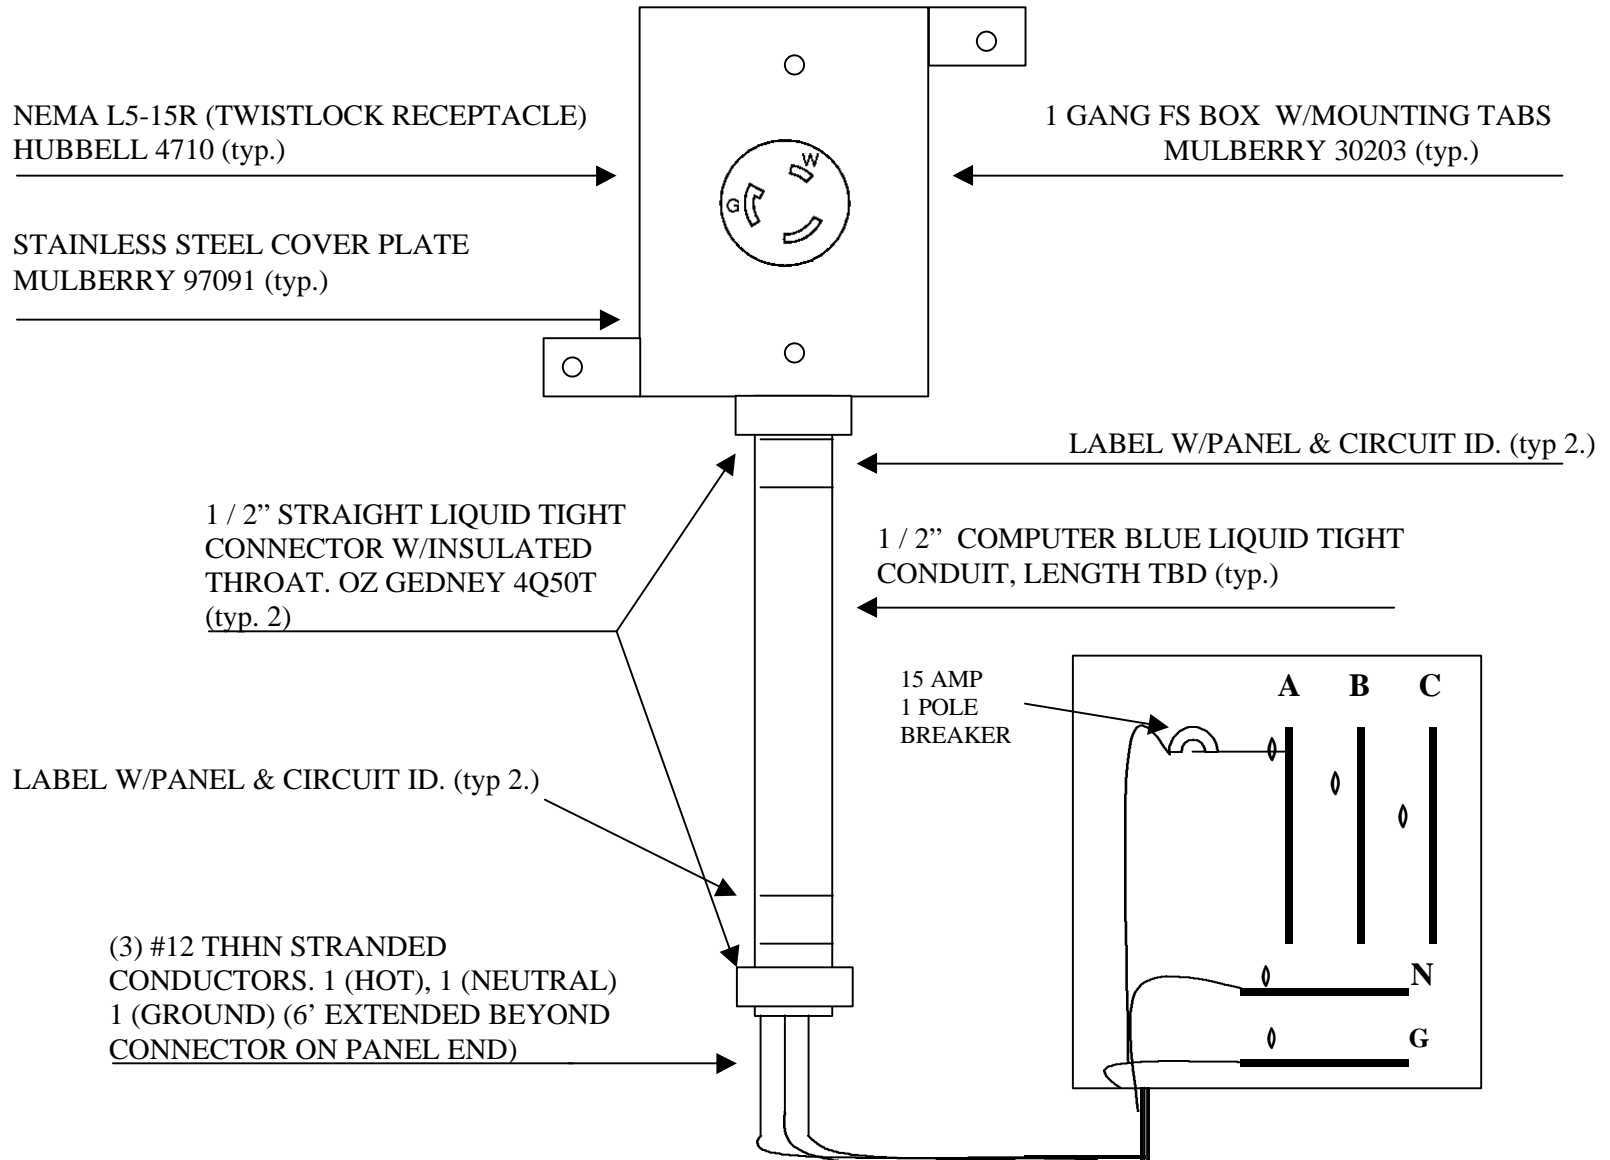 NEMA L5-15R (TWISTLOCK RECEPTACLE)
HUBBELL 4710 (typ.)
1 GANG FS BOX W/MOUNTING TABS
MULBERRY 30203 (typ.)
W
G
STAINLESS STEEL COVER PLATE
MULBERRY 97091 (typ.)
LABEL W/PANEL & CIRCUIT ID. (typ 2.)
1 / 2” STRAIGHT LIQUID TIGHT
CONNECTOR W/INSULATED
THROAT. OZ GEDNEY 4Q50T
(typ. 2)
1 / 2” COMPUTER BLUE LIQUID TIGHT
CONDUIT, LENGTH TBD (typ.)
15 AMP
1 POLE
BREAKER
A B C
LABEL W/PANEL & CIRCUIT ID. (typ 2.)
(3) #12 THHN STRANDED
CONDUCTORS. 1 (HOT), 1 (NEUTRAL)
1 (GROUND) (6’ EXTENDED BEYOND
CONNECTOR ON PANEL END)
N
G